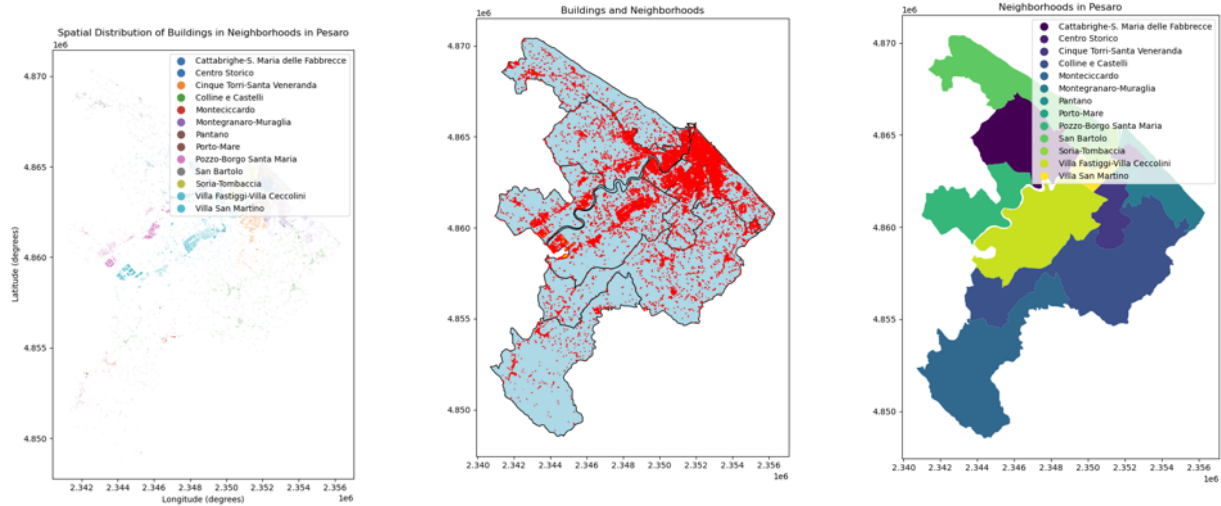 Spatial Distribution of Buildings in Neighborhoods in Pesaro
1e6
4.870
4.865
4.860
4.855
4.850
Latitude (degrees)
Cattabrighe-S. Maria delle Fabbrecce
Centro Storico
Cinque Torri-Santa Veneranda
Colline e Castelli
Monteciccardo
Montegranaro-Muraglia
Pantano
Porto-Mare
Pozzo-Borgo Santa Maria
San Bartolo
Soria-Tombaccia
Villa Fastiggi-Villa Ceccolini
Villa San Martino
2.342 2.344 2.346 2.348 2.350 2.352 2.354 2.356
Longitude (degrees)
1e6
Buildings and Neighborhoods
1e6
4.870
4.865
4.860
4.855
4.850
2.340 2.342 2.344 2.346 2.348 2.350 2.352 2.354 2.356
1e6
Neighborhoods in Pesaro
1e6
4.870
4.865
4.860
4.855
4.850
Cattabrighe-S. Maria delle Fabbrecce
Centro Storico
Cinque Torri-Santa Veneranda
Colline e Castelli
Monteciccardo
Montegranaro-Muraglia
Pantano
Porto-Mare
Pozzo-Borgo Santa Maria
San Bartolo
Soria-Tombaccia
Villa Fastiggi-Villa Ceccolini
Villa San Martino
2.340 2.342 2.344 2.346 2.348 2.350 2.352 2.354 2.356
1e6